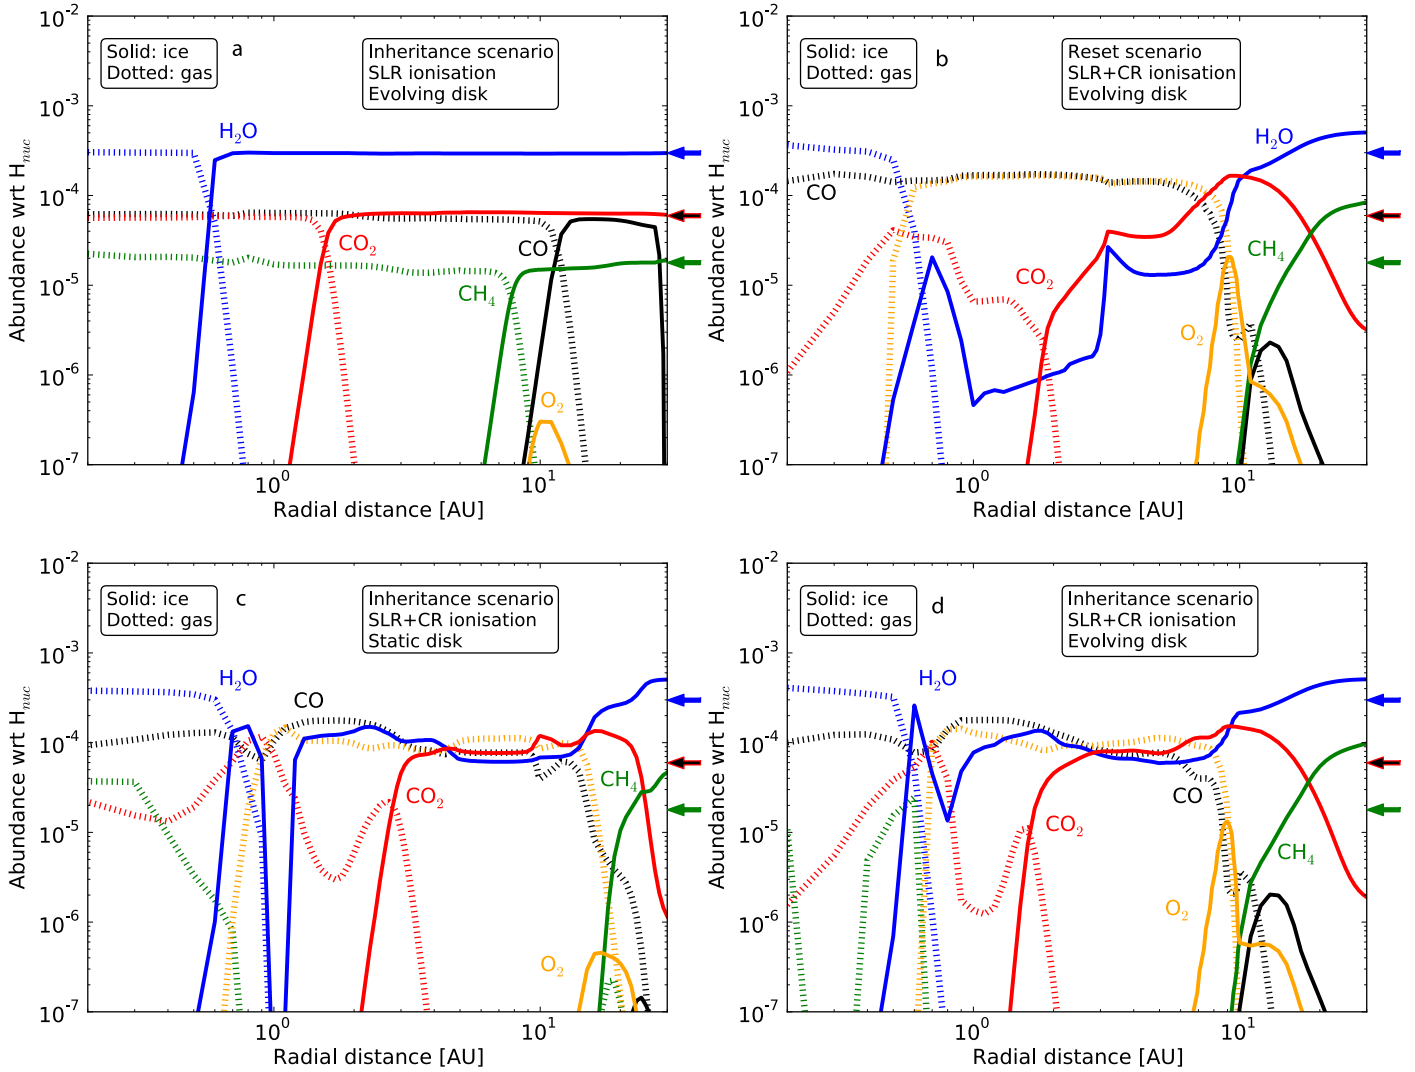 Solid: ice
Dotted: gas
a
Inheritance scenario
SLR ionisation
Evolving disk
H2O
CO2
CO
CH4
O2
10^-2
10^-3
10^-4
10^-5
10^-6
10^-7
10^0
10^1
Abundance wrt H_nuc
Radial distance [AU]
Solid: ice
Dotted: gas
b
Reset scenario
SLR+CR ionisation
Evolving disk
H2O
CO
CO2
CH4
O2
10^-2
10^-3
10^-4
10^-5
10^-6
10^-7
10^0
10^1
Abundance wrt H_nuc
Radial distance [AU]
Solid: ice
Dotted: gas
c
Inheritance scenario
SLR+CR ionisation
Static disk
H2O
CO
CO2
CH4
O2
10^-2
10^-3
10^-4
10^-5
10^-6
10^-7
10^0
10^1
Abundance wrt H_nuc
Radial distance [AU]
Solid: ice
Dotted: gas
d
Inheritance scenario
SLR+CR ionisation
Evolving disk
H2O
CO
CO2
CH4
O2
10^-2
10^-3
10^-4
10^-5
10^-6
10^-7
10^0
10^1
Abundance wrt H_nuc
Radial distance [AU]